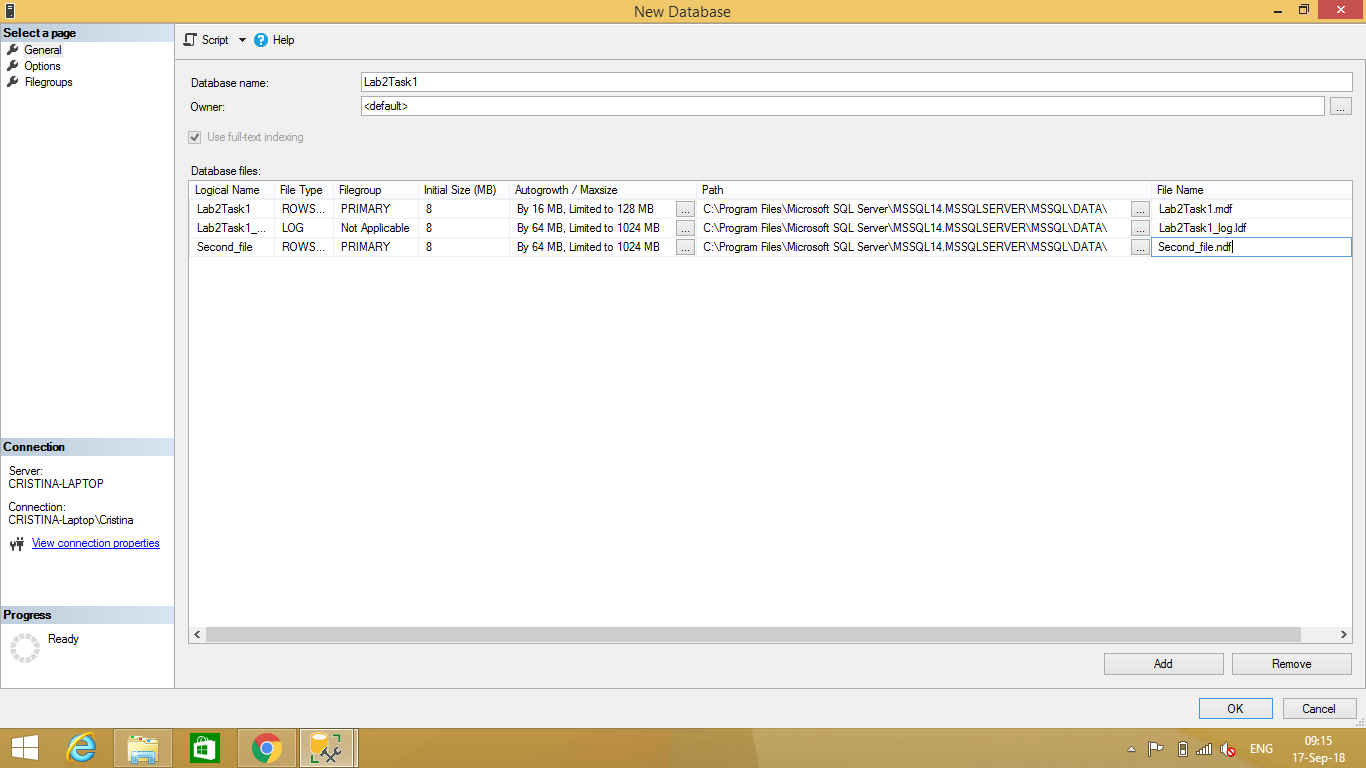 New Database
Select a page
General
Options
Filegroups
Script Help
Database name: Lab2Task1
Owner: <default> ...
Use full-text indexing
Database files:
Logical Name File Type Filegroup Initial Size (MB) Autogrowth / Maxsize Path File Name
Lab2Task1 ROWS... PRIMARY 8 By 16 MB, Limited to 128 MB ... C:\Program Files\Microsoft SQL Server\MSSQL14.MSSQLSERVER\MSSQL\DATA\ ... Lab2Task1.mdf
Lab2Task1_... LOG Not Applicable 8 By 64 MB, Limited to 1024 MB ... C:\Program Files\Microsoft SQL Server\MSSQL14.MSSQLSERVER\MSSQL\DATA\ ... Lab2Task1_log.ldf
Second_file ROWS... PRIMARY 8 By 64 MB, Limited to 1024 MB ... C:\Program Files\Microsoft SQL Server\MSSQL14.MSSQLSERVER\MSSQL\DATA\ ... Second_file.ndf
Connection
Server:
CRISTINA-LAPTOP
Connection:
CRISTINA-Laptop\Cristina
View connection properties
Progress
Ready
Add Remove
OK Cancel
ENG
09:15
17-Sep-18